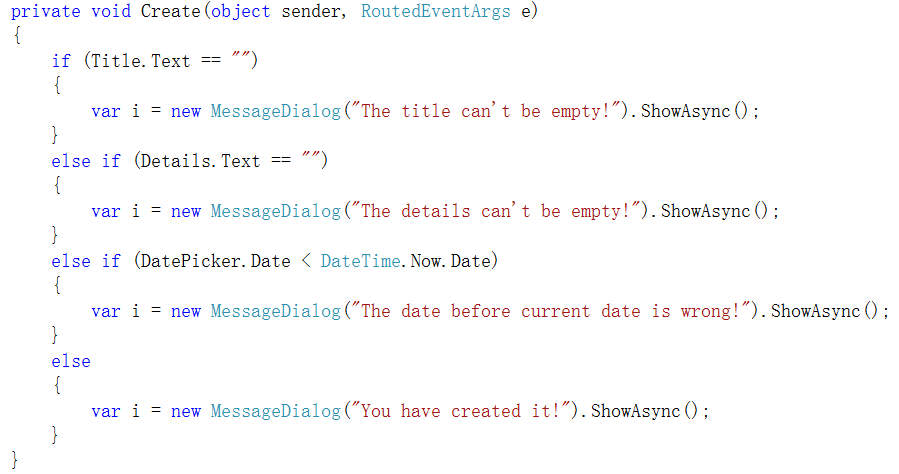 private void Create(object sender, RoutedEventArgs e)
{
    if (Title.Text == "")
    {
        var i = new MessageDialog("The title can't be empty!").ShowAsync();
    }
    else if (Details.Text == "")
    {
        var i = new MessageDialog("The details can't be empty!").ShowAsync();
    }
    else if (DatePicker.Date < DateTime.Now.Date)
    {
        var i = new MessageDialog("The date before current date is wrong!").ShowAsync();
    }
    else
    {
        var i = new MessageDialog("You have created it!").ShowAsync();
    }
}